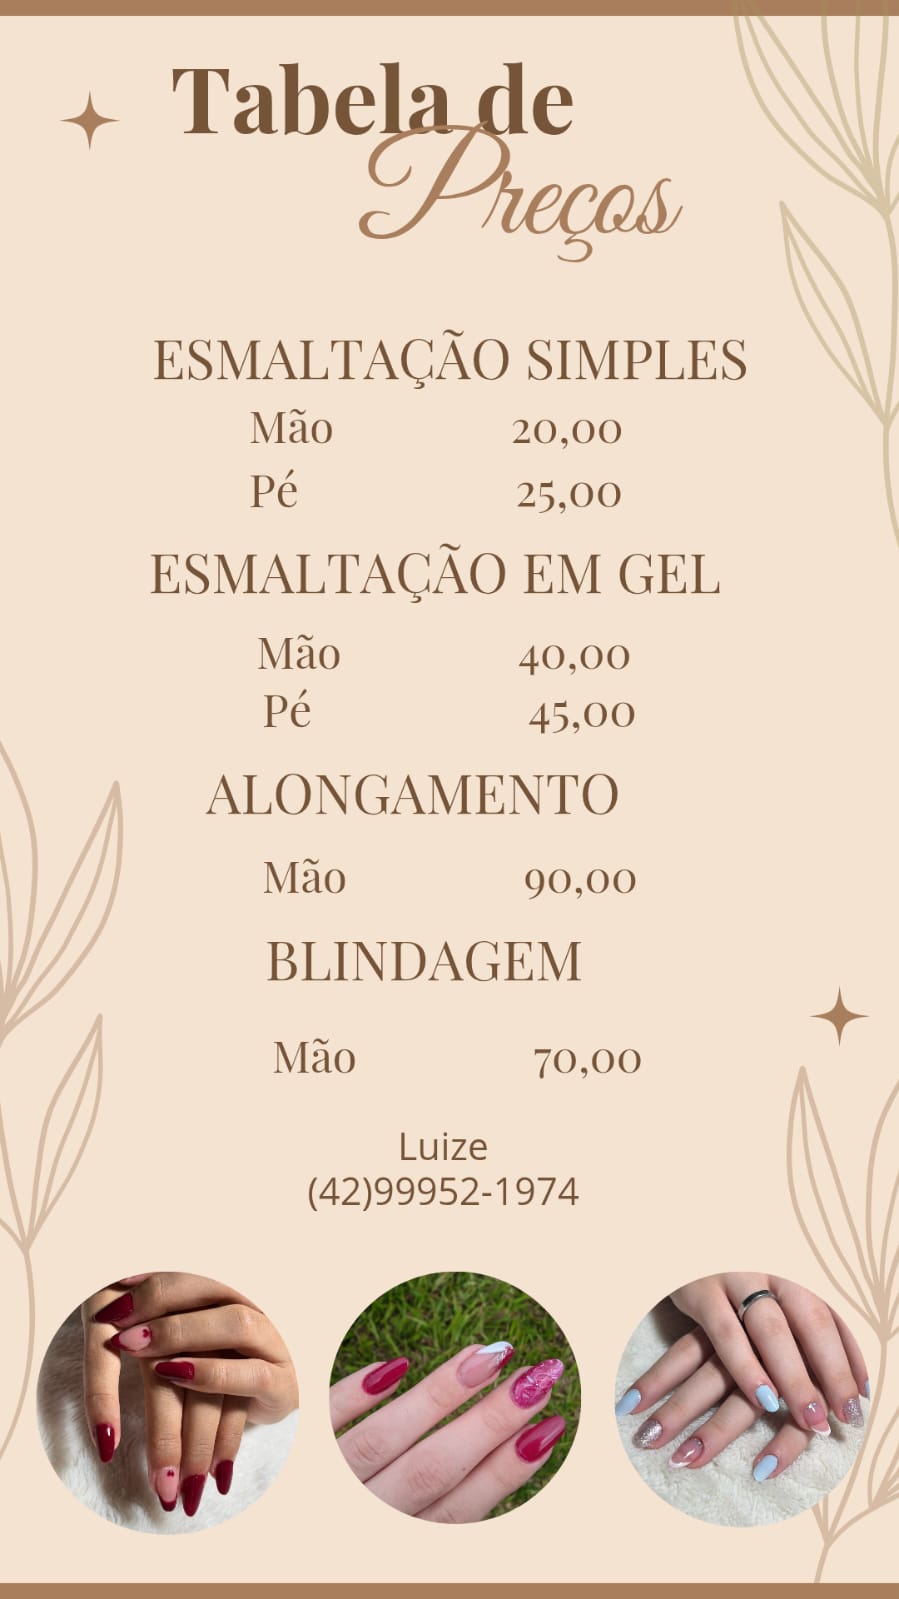 Tabela de
Preços
ESMALTAÇÃO SIMPLES
Mão 20,00
Pé 25,00
ESMALTAÇÃO EM GEL
Mão 40,00
Pé 45,00
ALONGAMENTO
Mão 90,00
BLINDAGEM
Mão 70,00
Luize
(42)99952-1974